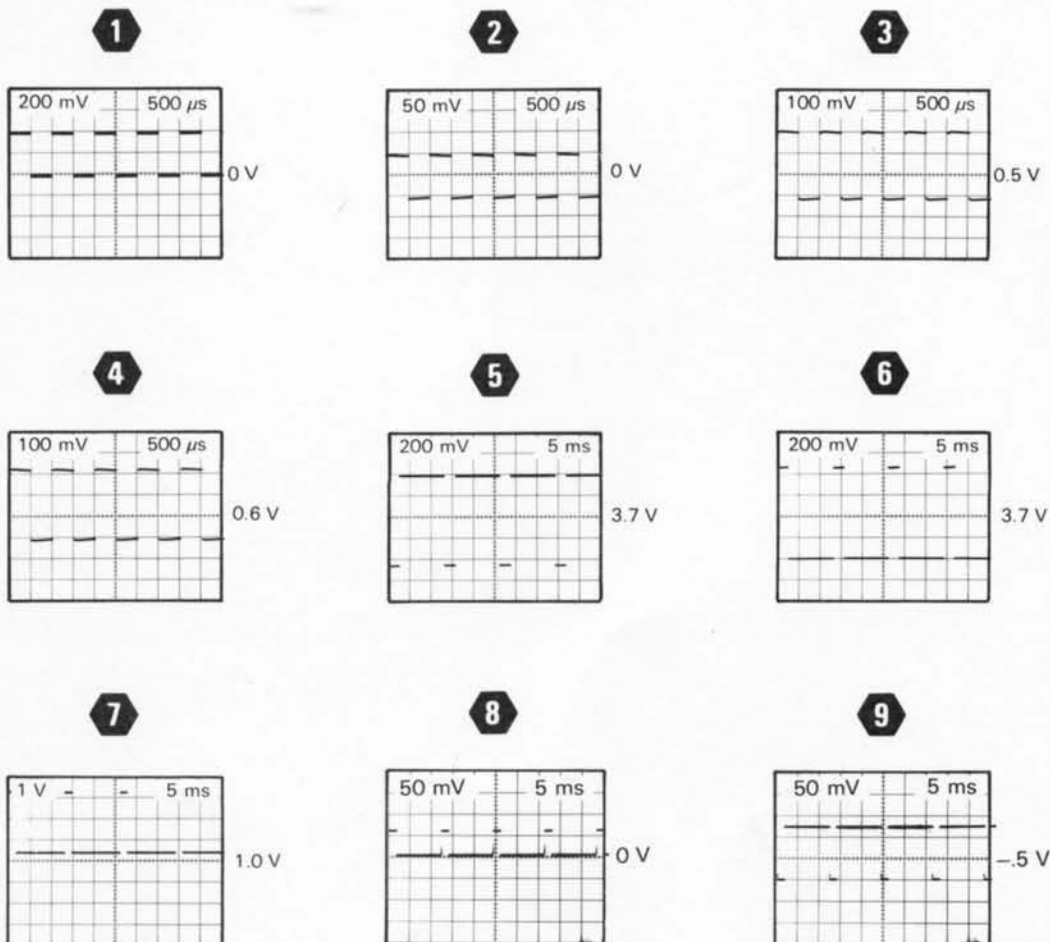 1 2 3
200 mV 500 μs
50 mV 500 μs
100 mV 500 μs
0 V
0 V
0.5 V
4 5 6
100 mV 500 μs
200 mV 5 ms
200 mV 5 ms
0.6 V
3.7 V
3.7 V
7 8 9
1 V 5 ms
50 mV 5 ms
50 mV 5 ms
1.0 V
0 V
-.5 V